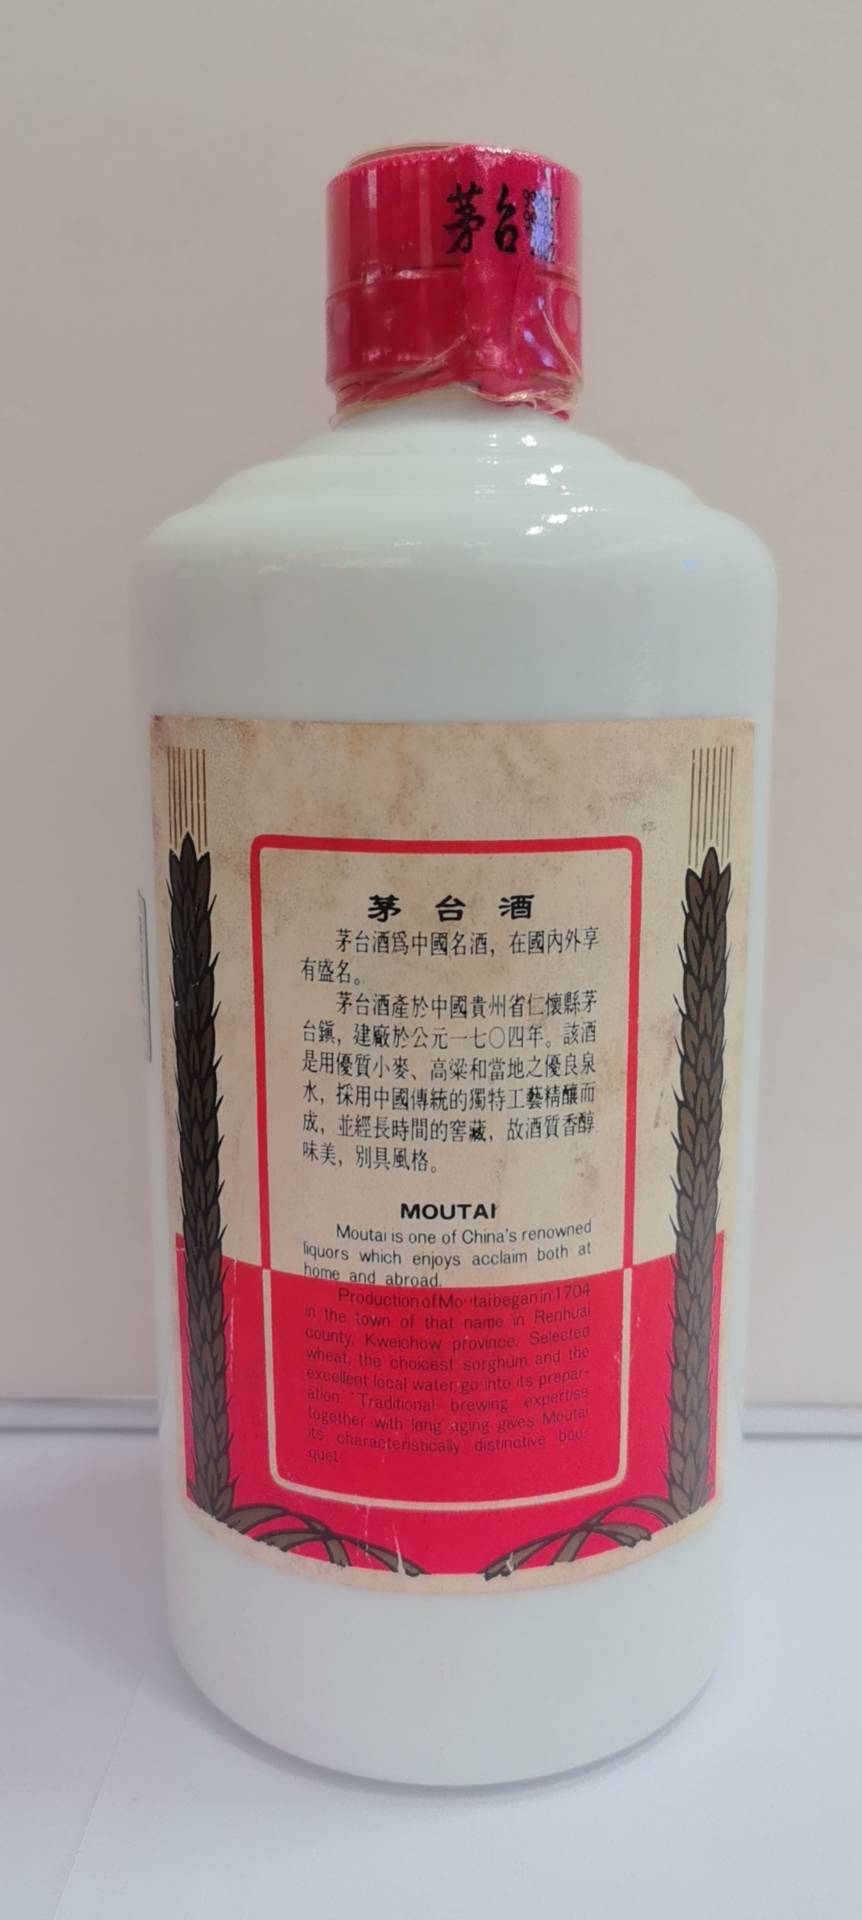 茅台
茅台酒
茅台酒爲中國名酒，在國內外享
有盛名。
茅台酒產於中國貴州省仁懷縣茅
台鎮，建廠於公元一七〇四年。該酒
是用優質小麥、高粱和當地之優良泉
水，採用中國傳統的獨特工藝精釀而
成，並經長時間的窖藏，故酒質香醇
味美，別具風格。
MOUTAI
Moutai is one of China's renowned
liquors which enjoys acclaim both at
home and abroad.
Production of Moutai began in 1704
in the town of that name in Renhuai
county, Kweichow province. Selected
wheat, the choicest sorghum and the
excellent local water go into its prepar-
ation Traditional brewing expertise
together with long aging gives Moutai
its characteristically distinctive bou-
quet